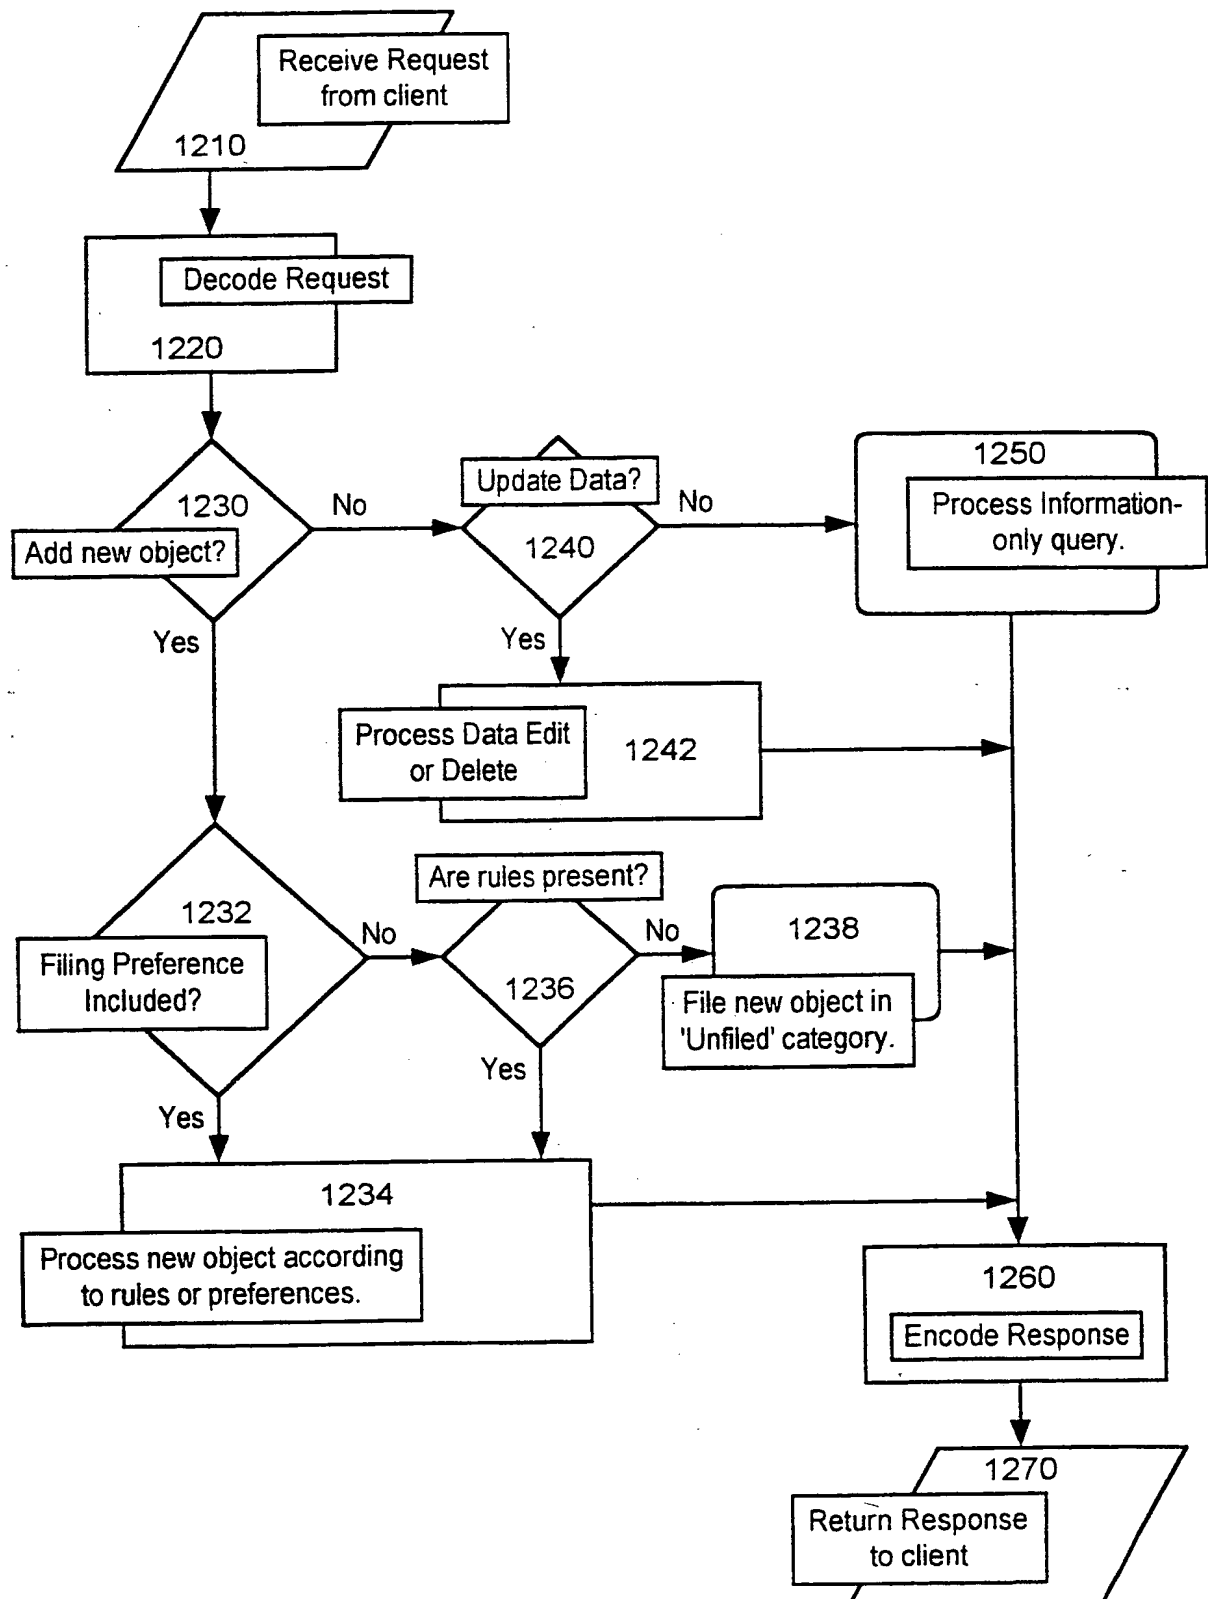 Receive Request
from client
1210
Decode Request
1220
1230
Add new object?
No
Yes
Update Data?
1240
No
Yes
1250
Process Information-
only query.
Process Data Edit
or Delete
1242
1232
Filing Preference
Included?
No
Yes
Are rules present?
1236
No
Yes
1238
File new object in
'Unfiled' category.
1234
Process new object according
to rules or preferences.
1260
Encode Response
1270
Return Response
to client